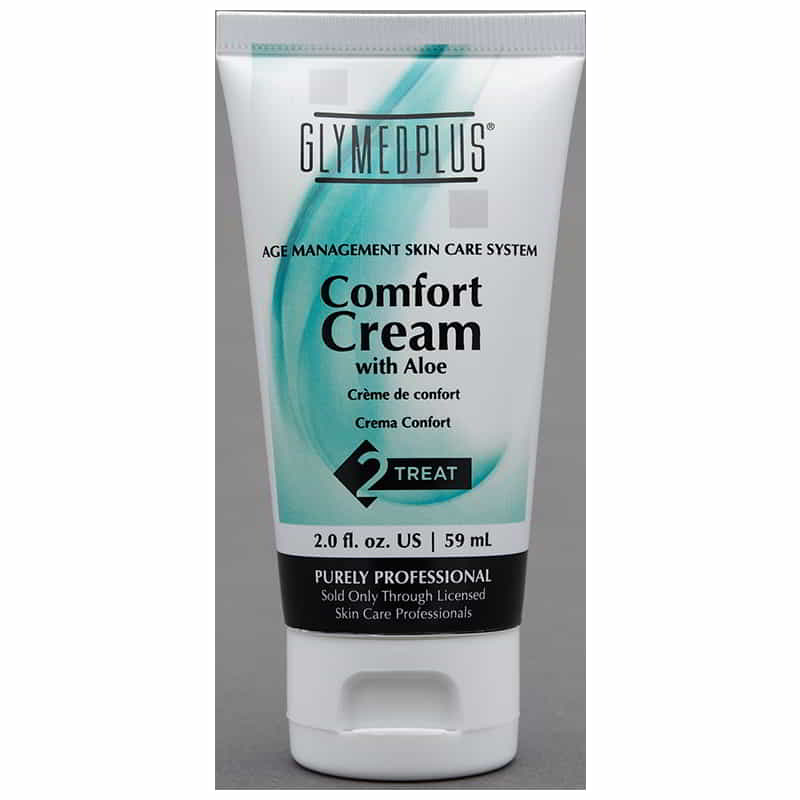 GLYMEDPLUS®
AGE MANAGEMENT SKIN CARE SYSTEM
Comfort
Cream
with Aloe
Crème de confort
Crema Confort
2 TREAT
2.0 fl. oz. US | 59 mL
PURELY PROFESSIONAL
Sold Only Through Licensed
Skin Care Professionals